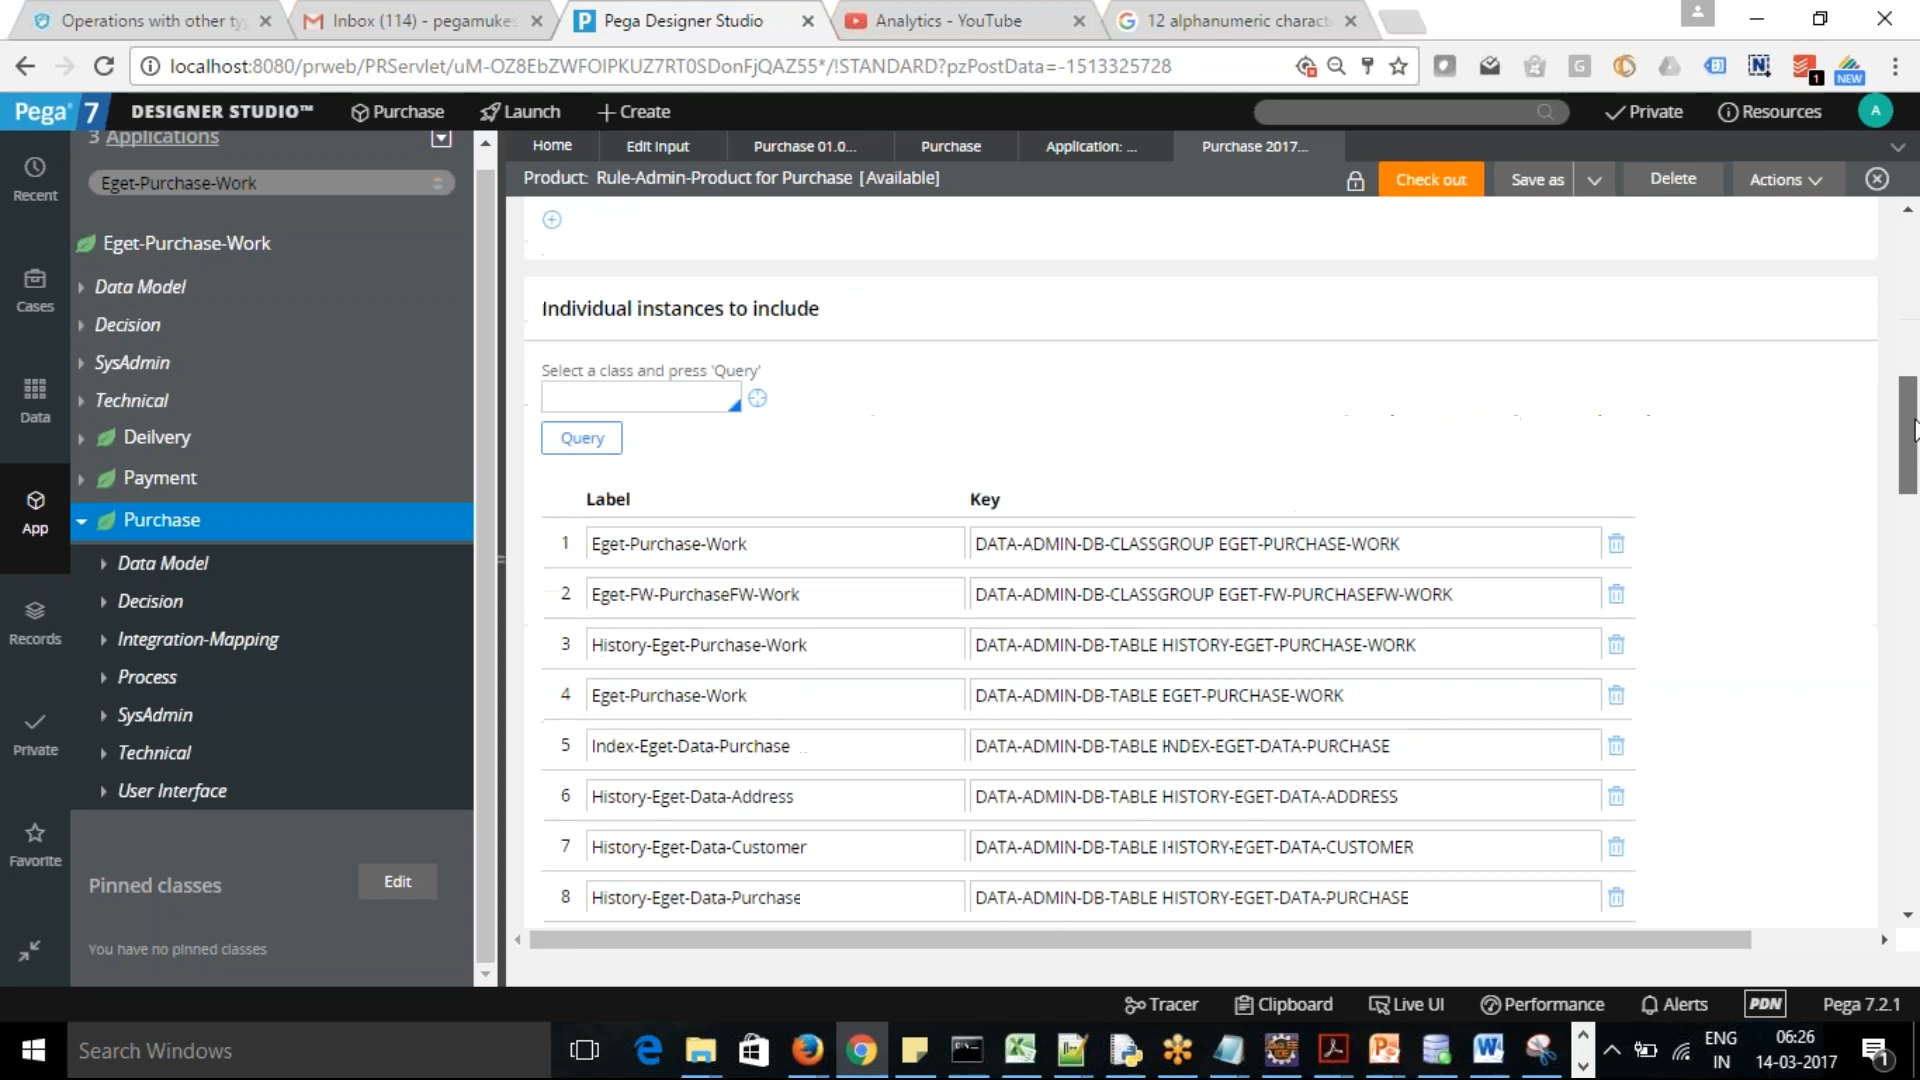 Operations with other ty
Inbox (114) - pegamukes
Pega Designer Studio
Analytics - YouTube
12 alphanumeric charact
localhost:8080/prweb/PRServlet/uM-OZ8EbZWFOIPKUZ7RT0SDonFjQAZ55*/!STANDARD?pzPostData=-1513325728
NEW
Pega 7
DESIGNER STUDIO™
Purchase
Launch
Create
Private
Resources
A
3 Applications
Home
Edit Input
Purchase 01.0...
Purchase
Application: ...
Purchase 2017...
Product: Rule-Admin-Product for Purchase [Available]
Check out
Save as
Delete
Actions
Recent
Cases
Data
App
Records
Private
Favorite
Eget-Purchase-Work
Eget-Purchase-Work
Data Model
Decision
SysAdmin
Technical
Deilvery
Payment
Purchase
Data Model
Decision
Integration-Mapping
Process
SysAdmin
Technical
User Interface
Pinned classes
Edit
You have no pinned classes
Individual instances to include
Select a class and press 'Query'
Query
Label Key
1 Eget-Purchase-Work DATA-ADMIN-DB-CLASSGROUP EGET-PURCHASE-WORK
2 Eget-FW-PurchaseFW-Work DATA-ADMIN-DB-CLASSGROUP EGET-FW-PURCHASEFW-WORK
3 History-Eget-Purchase-Work DATA-ADMIN-DB-TABLE HISTORY-EGET-PURCHASE-WORK
4 Eget-Purchase-Work DATA-ADMIN-DB-TABLE EGET-PURCHASE-WORK
5 Index-Eget-Data-Purchase DATA-ADMIN-DB-TABLE INDEX-EGET-DATA-PURCHASE
6 History-Eget-Data-Address DATA-ADMIN-DB-TABLE HISTORY-EGET-DATA-ADDRESS
7 History-Eget-Data-Customer DATA-ADMIN-DB-TABLE HISTORY-EGET-DATA-CUSTOMER
8 History-Eget-Data-Purchase DATA-ADMIN-DB-TABLE HISTORY-EGET-DATA-PURCHASE
Tracer
Clipboard
Live UI
Performance
Alerts
PDN
Pega 7.2.1
Search Windows
ENG
IN
06:26
14-03-2017
1